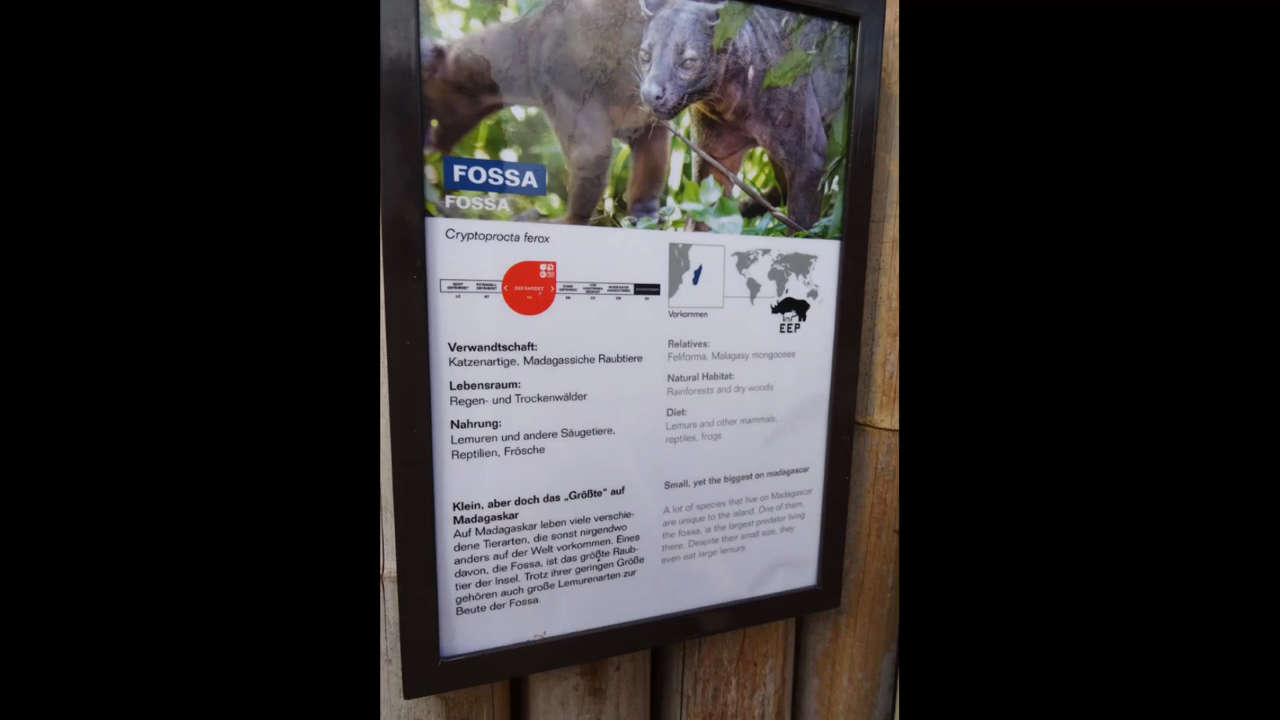 FOSSA
FOSSA
Cryptoprocta ferox
GEFÄHRDET
Vorkommen
EEP
Verwandtschaft:
Katzenartige, Madagassiche Raubtiere
Lebensraum:
Regen- und Trockenwälder
Nahrung:
Lemuren und andere Säugetiere,
Reptilien, Frösche
Klein, aber doch das „Größte“ auf
Madagaskar
Auf Madagaskar leben viele verschie-
dene Tierarten, die sonst nirgendwo
anders auf der Welt vorkommen. Eines
davon, die Fossa, ist das größte Raub-
tier der Insel. Trotz ihrer geringen Größe
gehören auch große Lemurenarten zur
Beute der Fossa.
Relatives:
Feliforma, Malagasy mongooses
Natural Habitat:
Rainforests and dry woods
Diet:
Lemurs and other mammals,
reptiles, frogs
Small, yet the biggest on madagascar
A lot of species that live on Madagascar
are unique to the island. One of them,
the fossa, is the largest predator living
there. Despite their small size, they
even eat large lemurs.